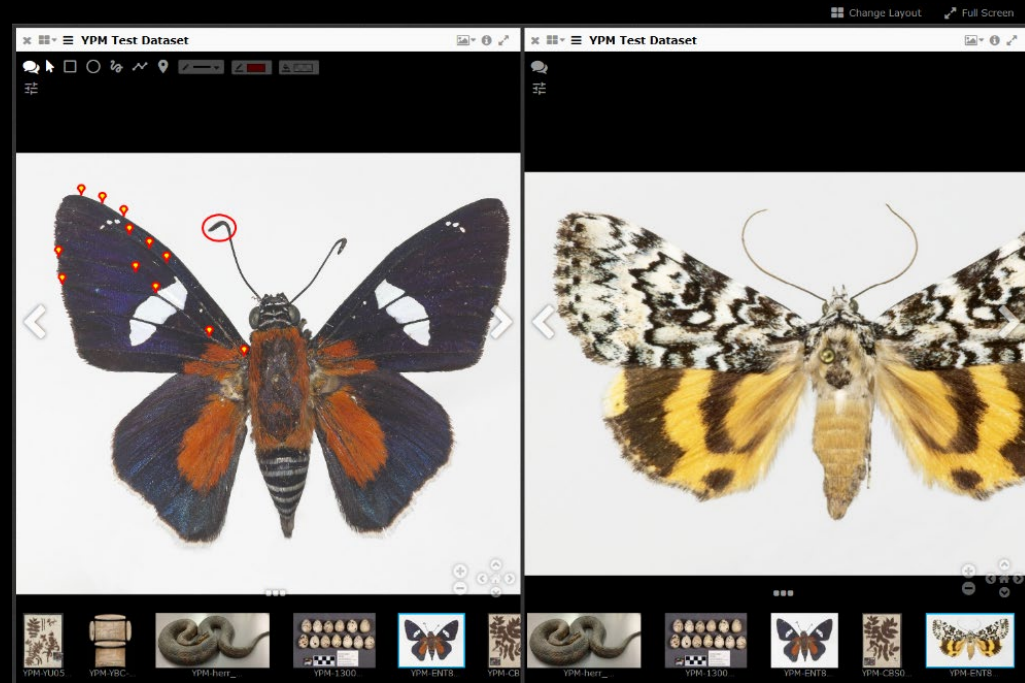 Change Layout
Full Screen
YPM Test Dataset
YPM Test Dataset
YPM-YU05...
YPM-YBC-...
YPM-herr_...
YPM-1300...
YPM-ENT8...
YPM-CB
YPM-herr_...
YPM-1300...
YPM-ENT8...
YPM-CBS0...
YPM-ENT8...